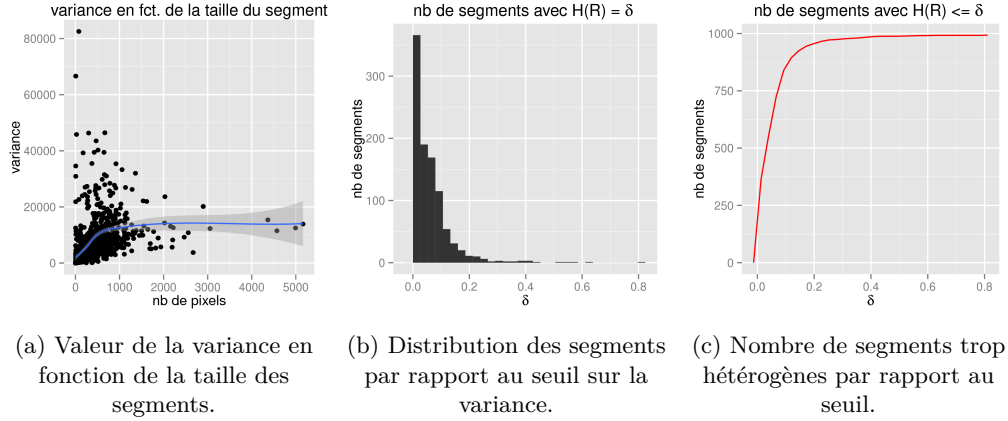 variance en fct. de la taille du segment
80000
60000
40000
20000
0
variance
0 1000 2000 3000 4000 5000
nb de pixels
nb de segments avec H(R) = δ
300
200
100
0
nb de segments
0.0 0.2 0.4 0.6 0.8
δ
nb de segments avec H(R) <= δ
1000
750
500
250
0
nb de segments
0.0 0.2 0.4 0.6 0.8
δ
(a) Valeur de la variance en
fonction de la taille des
segments.
(b) Distribution des segments
par rapport au seuil sur la
variance.
(c) Nombre de segments trop
hétérogènes par rapport au
seuil.